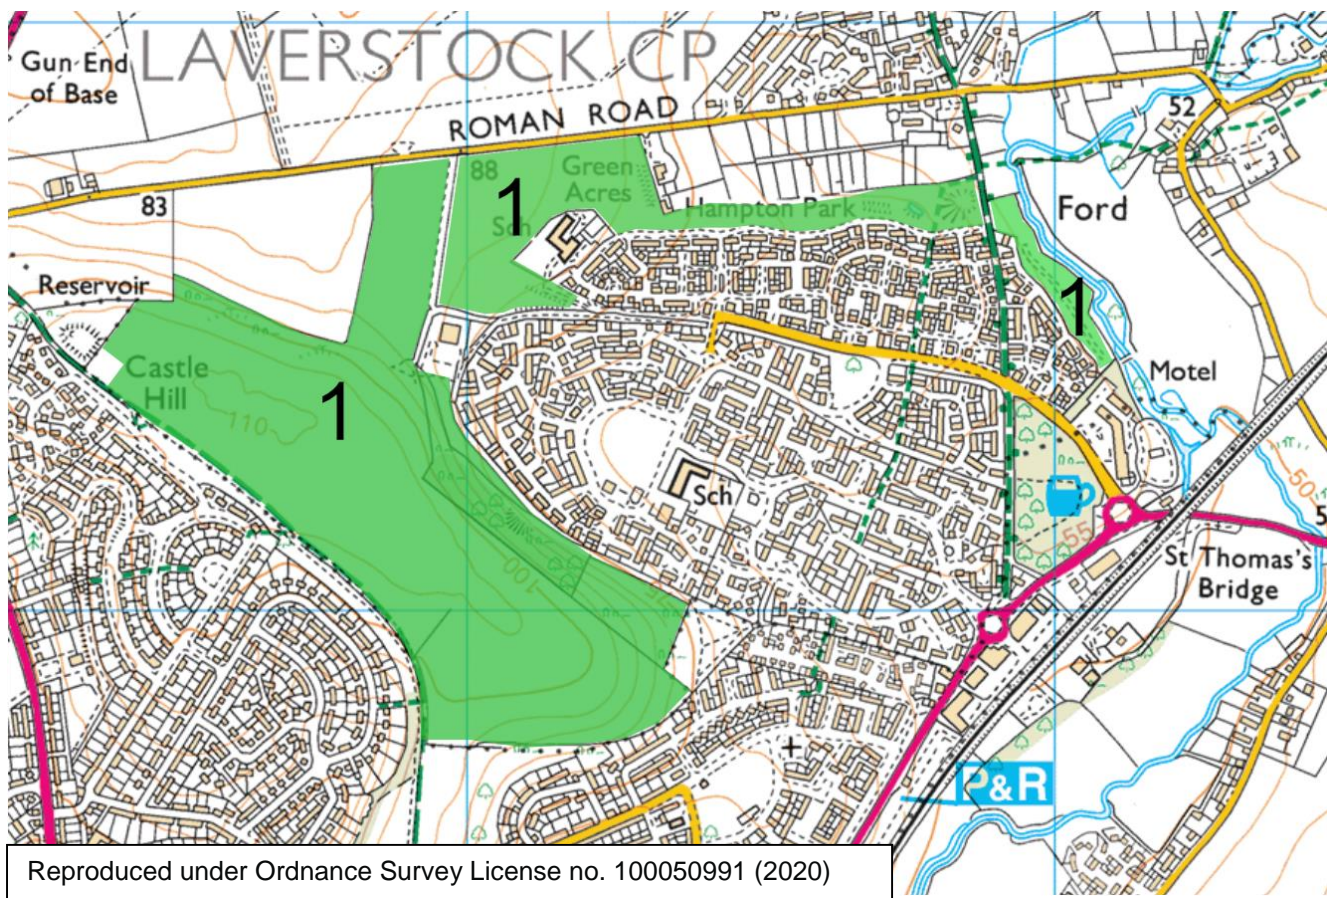 LAVERSTOCK CP
Gun End
of Base
52
ROMAN ROAD
88
Green
Acres
1
83
Hampton Park
Ford
Sch
Reservoir
1
Castle
Hill
1
110
Motel
Sch
50
5
55
100
St Thomas's
Bridge
P&R
Reproduced under Ordnance Survey License no. 100050991 (2020)